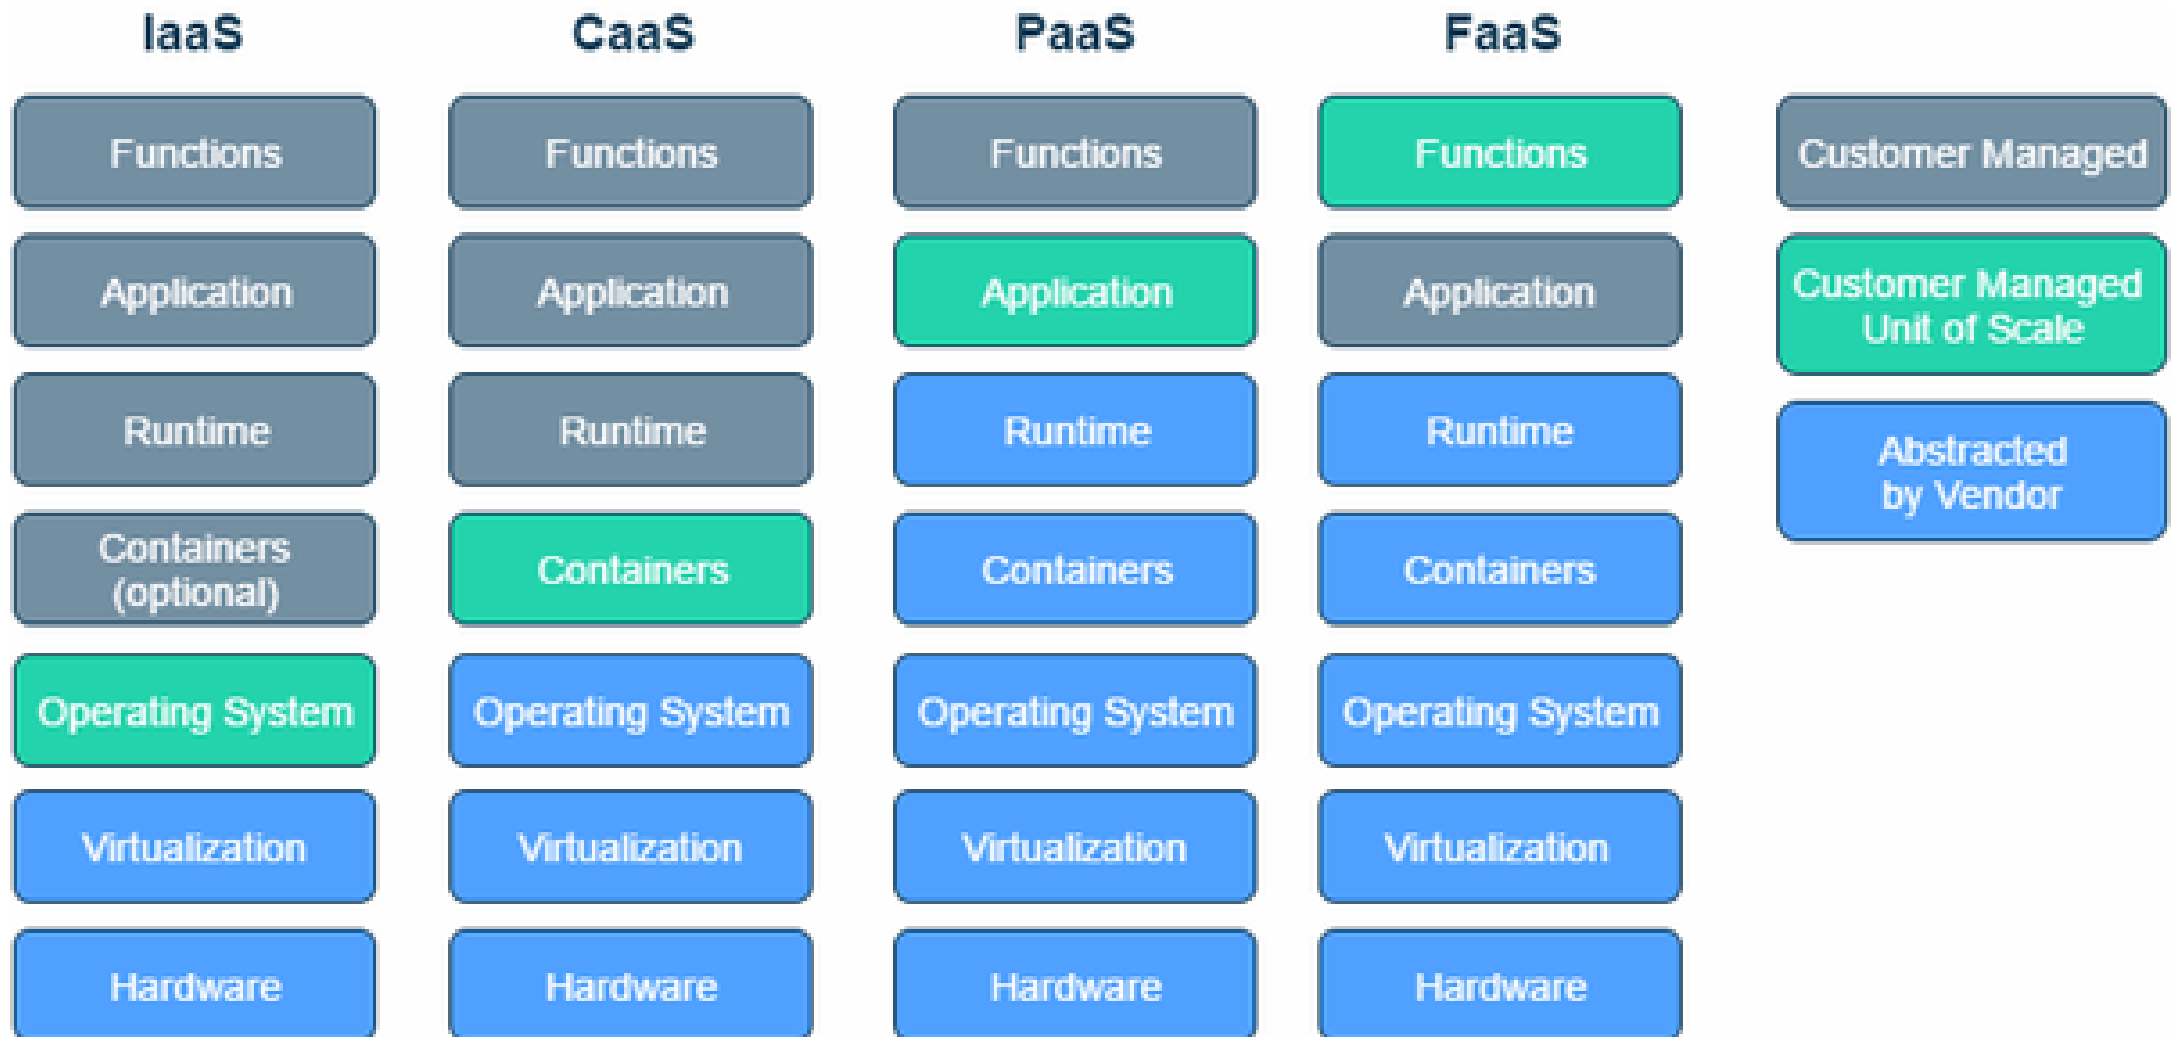 IaaS
CaaS
PaaS
FaaS
Functions
Functions
Functions
Functions
Customer Managed
Application
Application
Application
Application
Customer Managed
Unit of Scale
Runtime
Runtime
Runtime
Runtime
Abstracted
by Vendor
Containers
(optional)
Containers
Containers
Containers
Operating System
Operating System
Operating System
Operating System
Virtualization
Virtualization
Virtualization
Virtualization
Hardware
Hardware
Hardware
Hardware